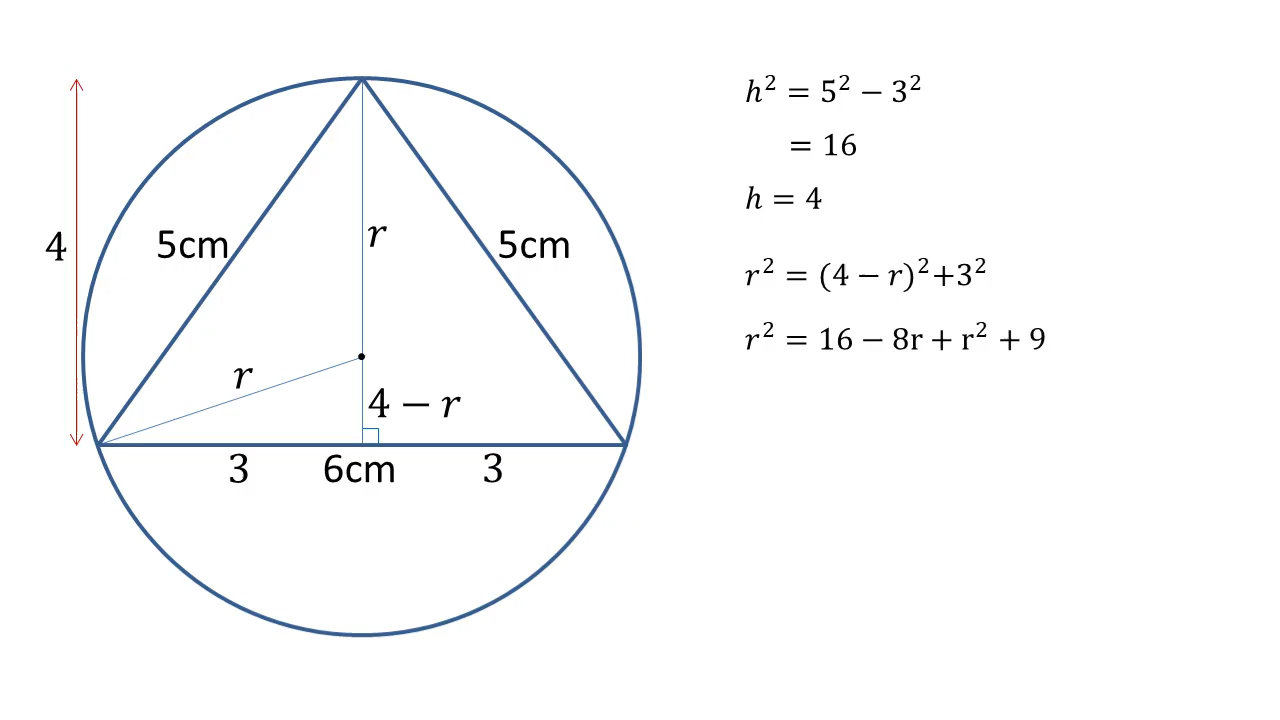 h² = 5² − 3²
= 16
h = 4
r² = (4 − r)²+3²
r² = 16 − 8r + r² + 9
4
5cm
r
5cm
r
4 − r
3
6cm
3